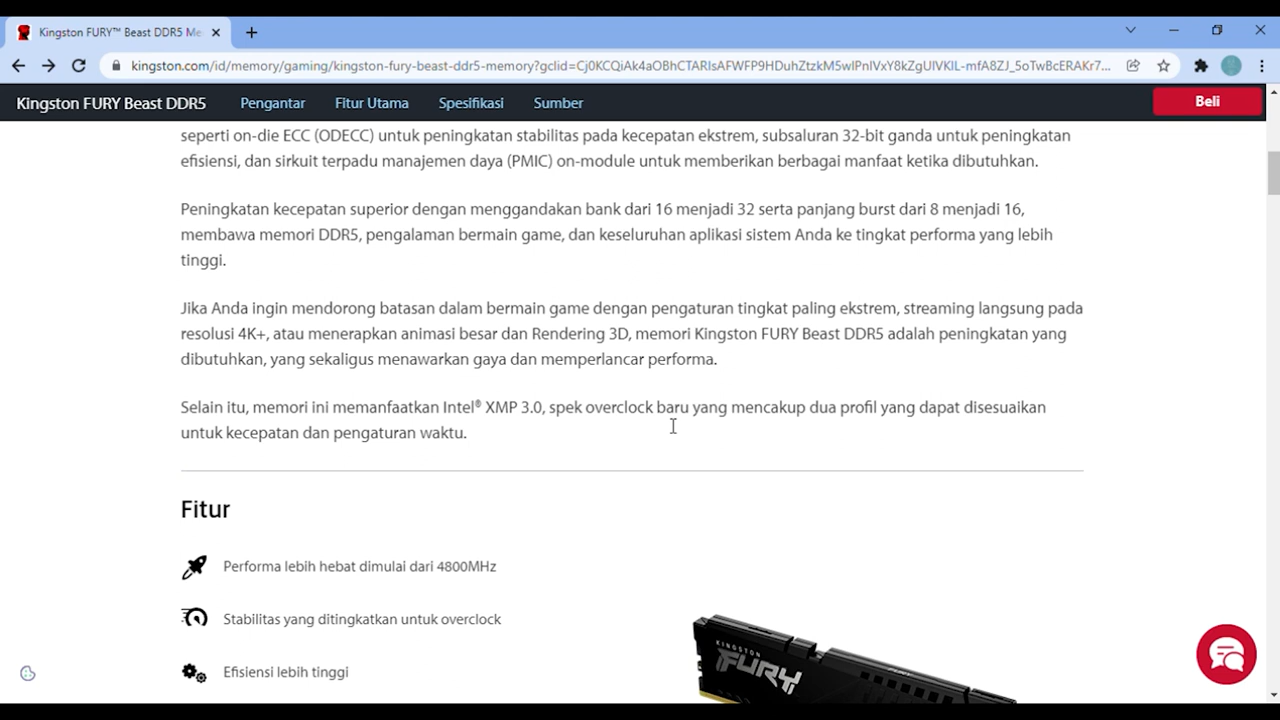 Kingston FURY™ Beast DDR5 Me
kingston.com/id/memory/gaming/kingston-fury-beast-ddr5-memory?gclid=Cj0KCQiAk4aOBhCTARIsAFWFP9HDuhZtzkM5wIPnIVxY8kZgUIVKIL-mfA8ZJ_5oTwBcERAKr7...
Kingston FURY Beast DDR5 Pengantar Fitur Utama Spesifikasi Sumber Beli
seperti on-die ECC (ODECC) untuk peningkatan stabilitas pada kecepatan ekstrem, subsaluran 32-bit ganda untuk peningkatan
efisiensi, dan sirkuit terpadu manajemen daya (PMIC) on-module untuk memberikan berbagai manfaat ketika dibutuhkan.
Peningkatan kecepatan superior dengan menggandakan bank dari 16 menjadi 32 serta panjang burst dari 8 menjadi 16,
membawa memori DDR5, pengalaman bermain game, dan keseluruhan aplikasi sistem Anda ke tingkat performa yang lebih
tinggi.
Jika Anda ingin mendorong batasan dalam bermain game dengan pengaturan tingkat paling ekstrem, streaming langsung pada
resolusi 4K+, atau menerapkan animasi besar dan Rendering 3D, memori Kingston FURY Beast DDR5 adalah peningkatan yang
dibutuhkan, yang sekaligus menawarkan gaya dan memperlancar performa.
Selain itu, memori ini memanfaatkan Intel® XMP 3.0, spek overclock baru yang mencakup dua profil yang dapat disesuaikan
untuk kecepatan dan pengaturan waktu.
Fitur
Performa lebih hebat dimulai dari 4800MHz
Stabilitas yang ditingkatkan untuk overclock
Efisiensi lebih tinggi
KINGSTON
FURY